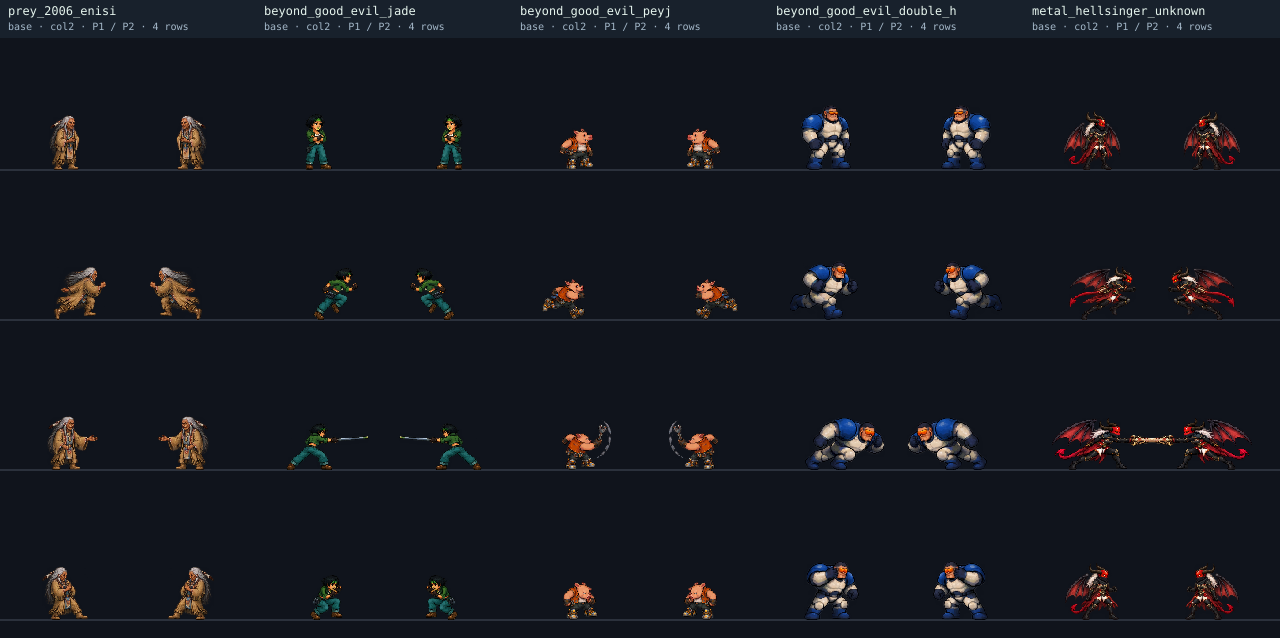 prey_2006_enisi
base · col2 · P1 / P2 · 4 rows
beyond_good_evil_jade
base · col2 · P1 / P2 · 4 rows
beyond_good_evil_peyj
base · col2 · P1 / P2 · 4 rows
beyond_good_evil_double_h
base · col2 · P1 / P2 · 4 rows
metal_hellsinger_unknown
base · col2 · P1 / P2 · 4 rows